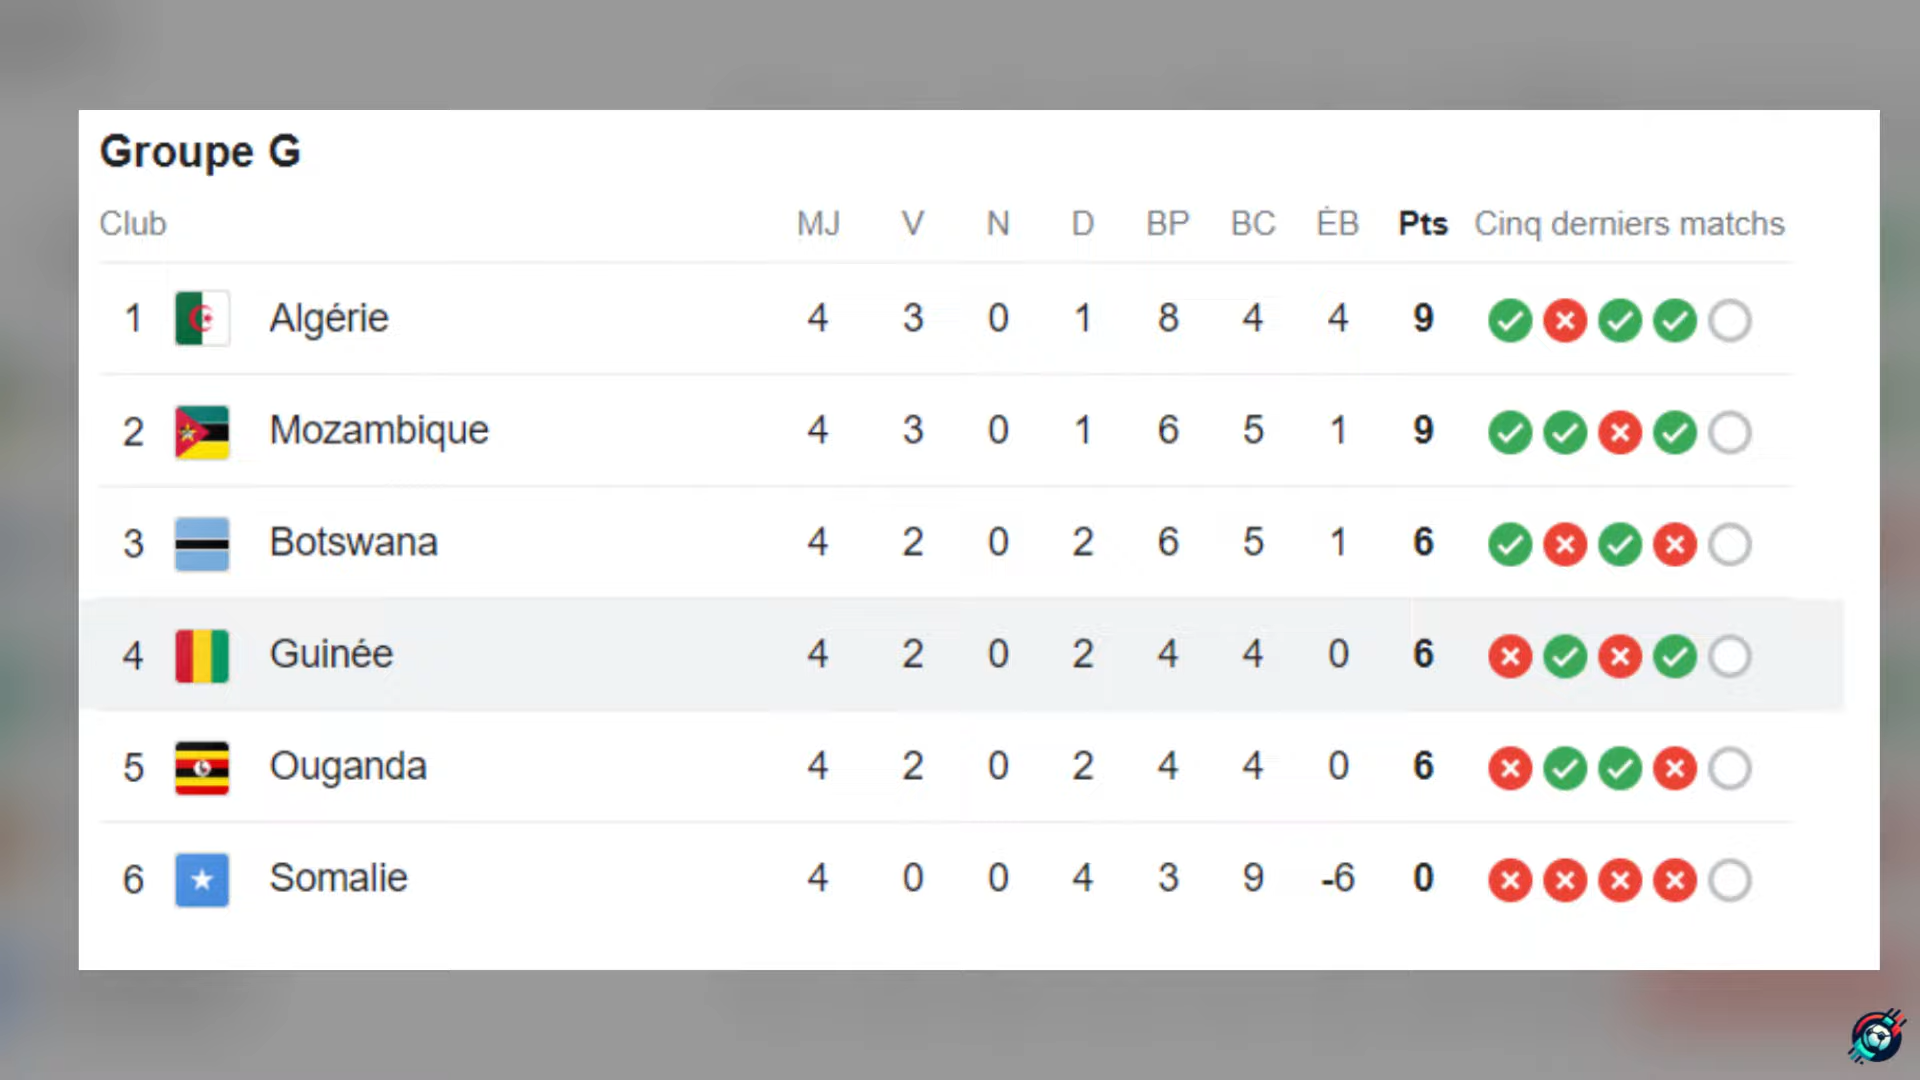 Groupe G
Club MJ V N D BP BC ÉB Pts Cinq derniers matchs
1 Algérie 4 3 0 1 8 4 4 9
2 Mozambique 4 3 0 1 6 5 1 9
3 Botswana 4 2 0 2 6 5 1 6
4 Guinée 4 2 0 2 4 4 0 6
5 Ouganda 4 2 0 2 4 4 0 6
6 Somalie 4 0 0 4 3 9 -6 0